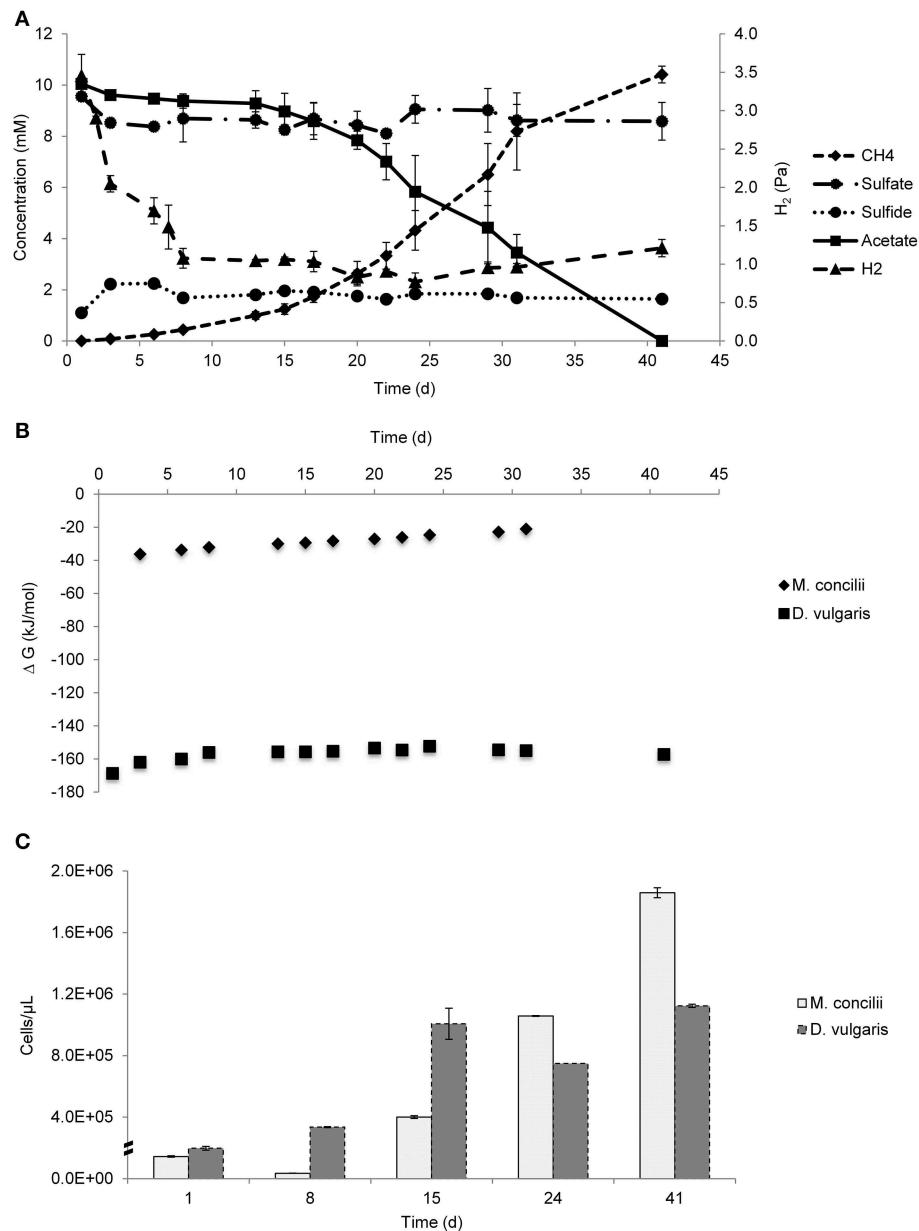 A
Concentration (mM)
12
10
8
6
4
2
0
4.0
3.5
3.0
2.5
2.0
1.5
1.0
0.5
0.0
H2 (Pa)
0 5 10 15 20 25 30 35 40 45
Time (d)
CH4
Sulfate
Sulfide
Acetate
H2
B
Time (d)
0 5 10 15 20 25 30 35 40 45
Δ G (kJ/mol)
0
-20
-40
-60
-80
-100
-120
-140
-160
-180
M. concilii
D. vulgaris
C
Cells/µL
2.0E+06
1.6E+06
1.2E+06
8.0E+05
4.0E+05
0.0E+00
1 8 15 24 41
Time (d)
M. concilii
D. vulgaris